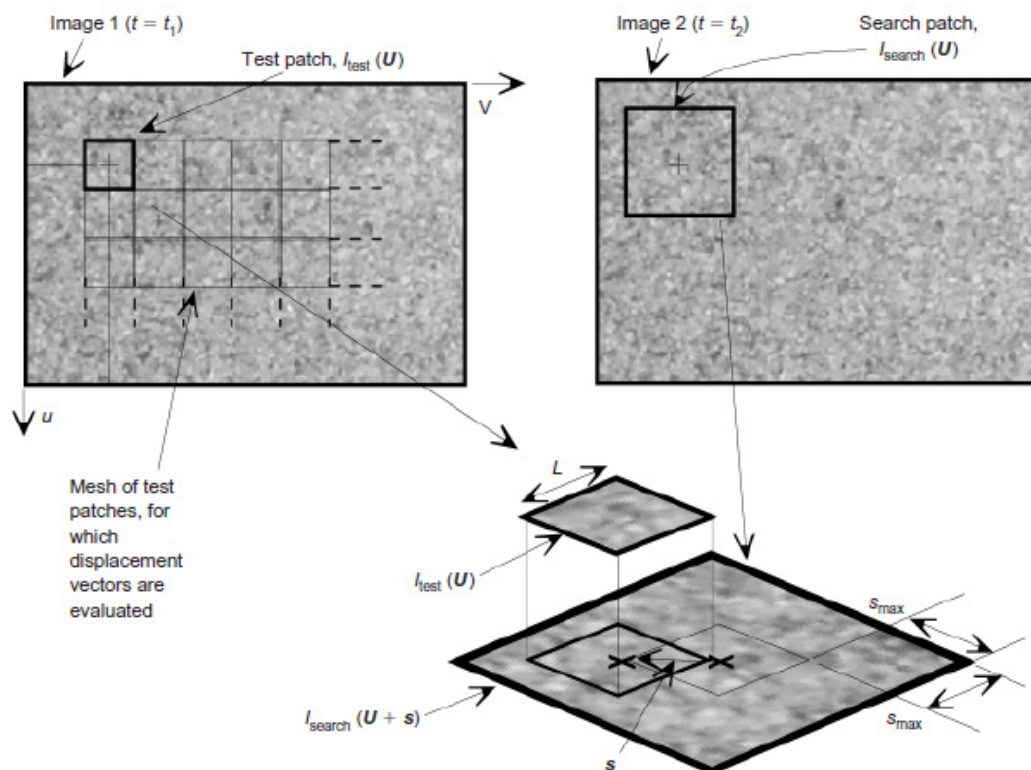 Image 1 (t = t1)
Test patch, Itest (U)
V
u
Mesh of test
patches, for
which
displacement
vectors are
evaluated
Image 2 (t = t2)
Search patch,
Isearch (U)
L
Itest (U)
smax
Isearch (U + s)
smax
s